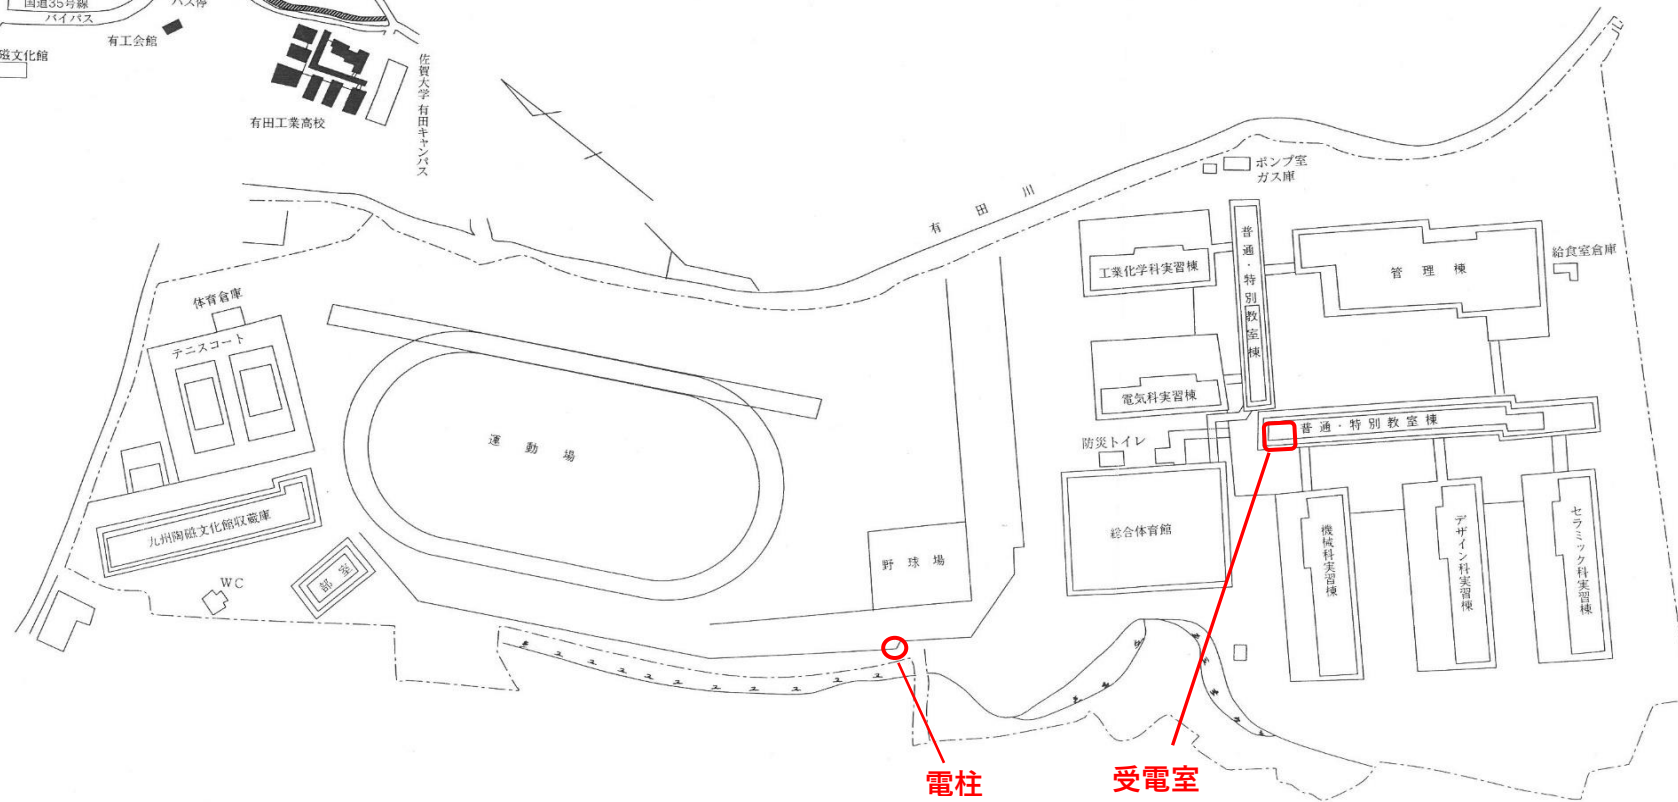 国道35号線
バイパス
バス停
有工会館
磁文化館
有田工業高校
佐賀大学 有田キャンパス
有田川
ポンプ室
ガス庫
普通・特別教室棟
工業化学科実習棟
管理棟
給食室倉庫
体育倉庫
テニスコート
電気科実習棟
普通・特別教室棟
防災トイレ
運動場
九州陶磁文化館収蔵庫
総合体育館
野球場
機械科実習棟
デザイン科実習棟
セラミック科実習棟
WC
部室
電柱
受電室